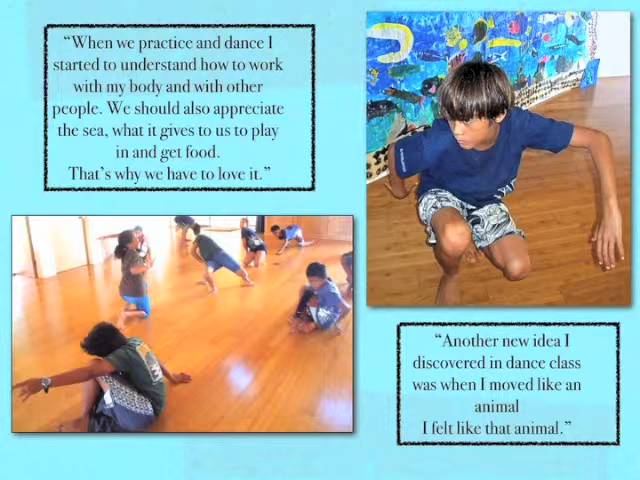 “When we practice and dance I
started to understand how to work
with my body and with other
people. We should also appreciate
the sea, what it gives to us to play
in and get food.
That’s why we have to love it.”
“Another new idea I
discovered in dance class
was when I moved like an
animal
I felt like that animal.”